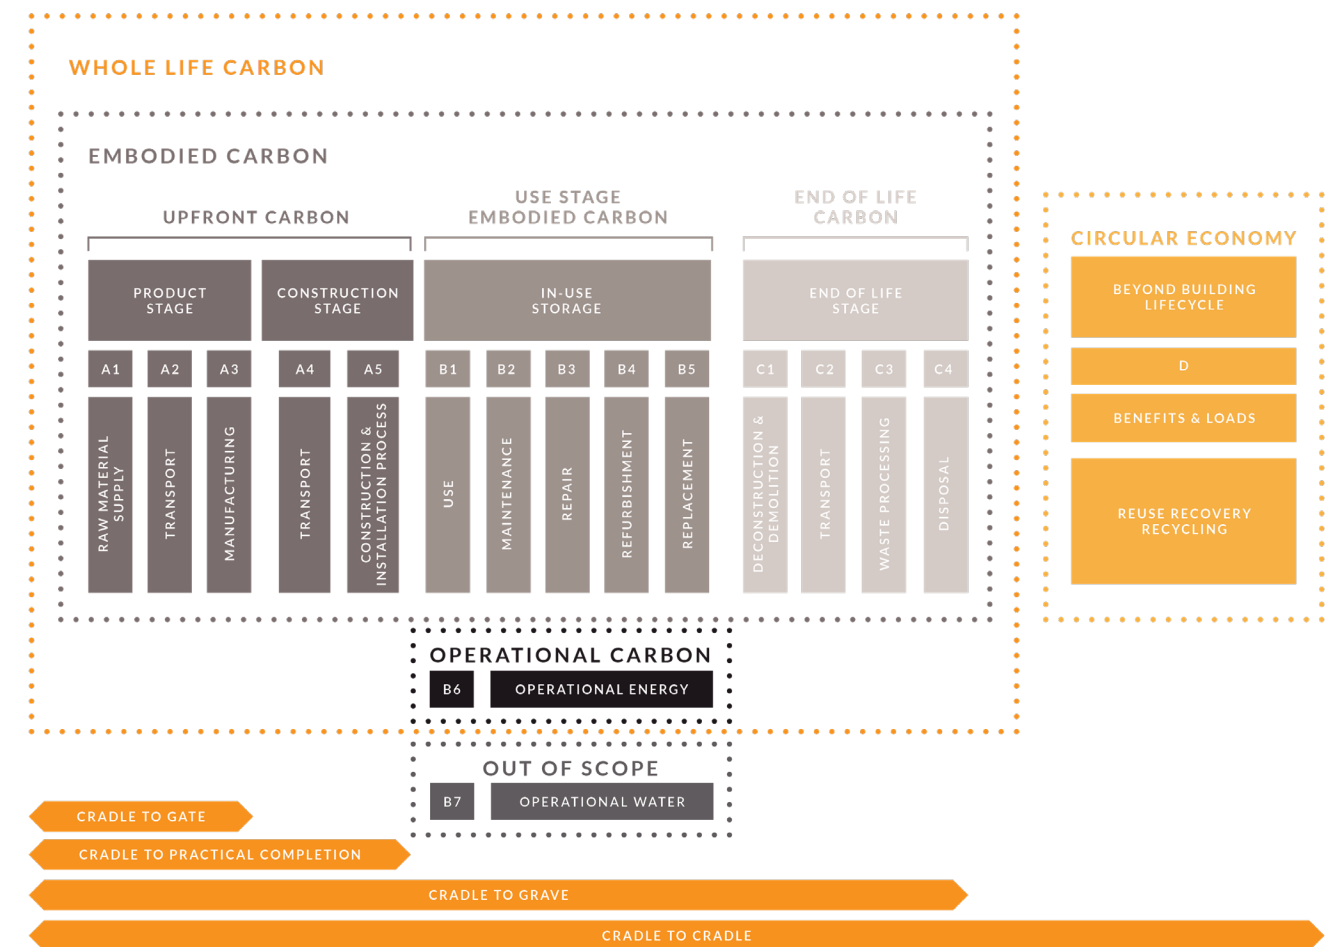 WHOLE LIFE CARBON
EMBODIED CARBON
UPFRONT CARBON
USE STAGE
EMBODIED CARBON
END OF LIFE
CARBON
PRODUCT
STAGE
CONSTRUCTION
STAGE
IN-USE
STORAGE
END OF LIFE
STAGE
A1
A2
A3
A4
A5
B1
B2
B3
B4
B5
C1
C2
C3
C4
RAW MATERIAL
SUPPLY
TRANSPORT
MANUFACTURING
TRANSPORT
CONSTRUCTION &
INSTALLATION PROCESS
USE
MAINTENANCE
REPAIR
REFURBISHMENT
REPLACEMENT
DECONSTRUCTION &
DEMOLITION
TRANSPORT
WASTE PROCESSING
DISPOSAL
CIRCULAR ECONOMY
BEYOND BUILDING
LIFECYCLE
D
BENEFITS & LOADS
REUSE RECOVERY
RECYCLING
OPERATIONAL CARBON
B6
OPERATIONAL ENERGY
OUT OF SCOPE
B7
OPERATIONAL WATER
CRADLE TO GATE
CRADLE TO PRACTICAL COMPLETION
CRADLE TO GRAVE
CRADLE TO CRADLE